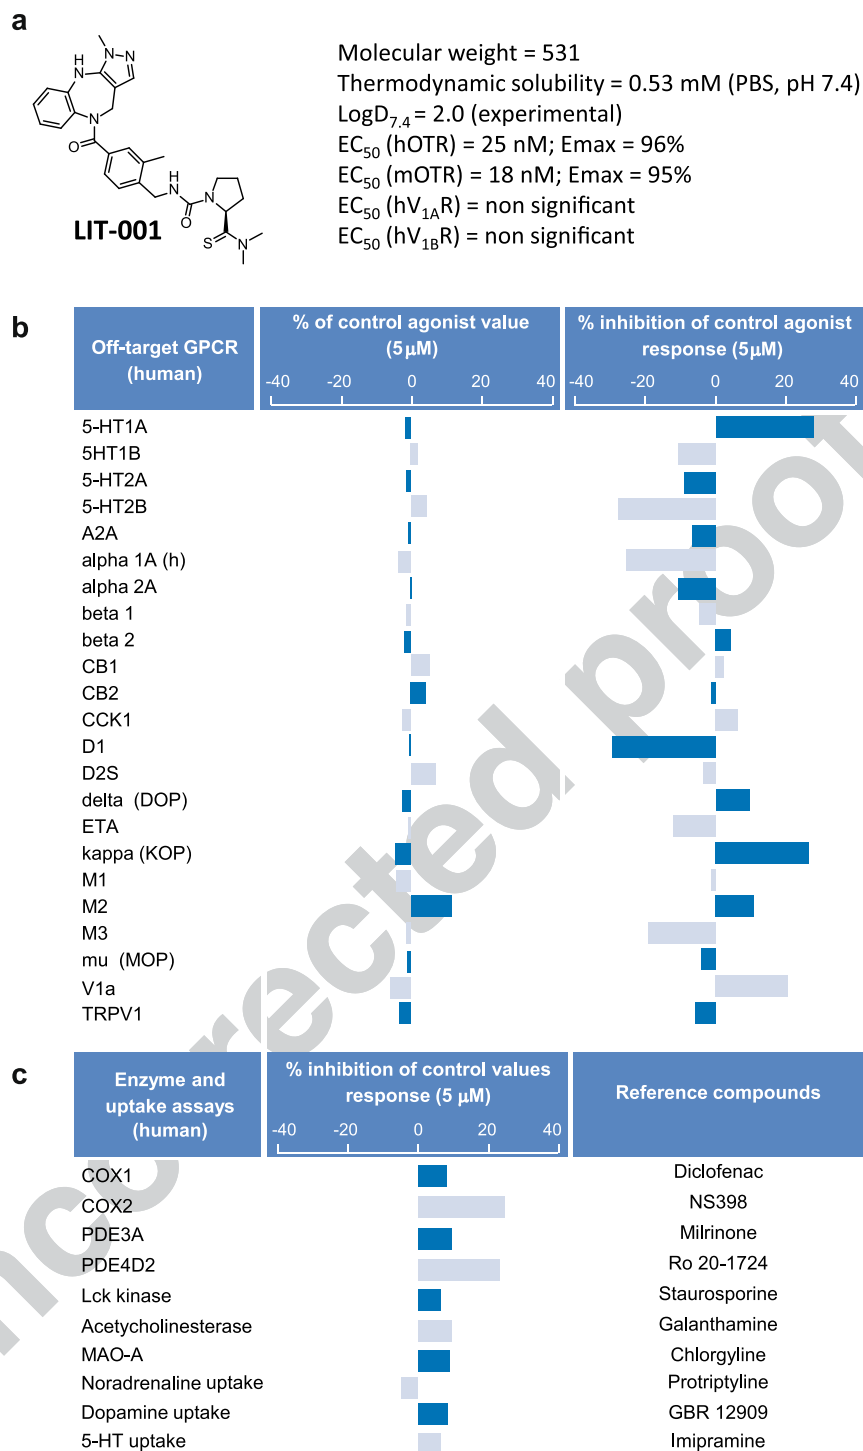 a
N
N
HN
N
O
NH
N
O
S
N
LIT-001
Molecular weight = 531
Thermodynamic solubility = 0.53 mM (PBS, pH 7.4)
LogD7.4 = 2.0 (experimental)
EC50 (hOTR) = 25 nM; Emax = 96%
EC50 (mOTR) = 18 nM; Emax = 95%
EC50 (hV1AR) = non significant
EC50 (hV1BR) = non significant
b
Off-target GPCR
(human)
% of control agonist value
(5µM)
-40 -20 0 20 40
% inhibition of control agonist
response (5µM)
-40 -20 0 20 40
5-HT1A
5HT1B
5-HT2A
5-HT2B
A2A
alpha 1A (h)
alpha 2A
beta 1
beta 2
CB1
CB2
CCK1
D1
D2S
delta (DOP)
ETA
kappa (KOP)
M1
M2
M3
mu (MOP)
V1a
TRPV1
c
Enzyme and
uptake assays
(human)
% inhibition of control values
response (5 µM)
-40 -20 0 20 40
Reference compounds
COX1 Diclofenac
COX2 NS398
PDE3A Milrinone
PDE4D2 Ro 20-1724
Lck kinase Staurosporine
Acetycholinesterase Galanthamine
MAO-A Chlorgyline
Noradrenaline uptake Protriptyline
Dopamine uptake GBR 12909
5-HT uptake Imipramine
ncorrected proof